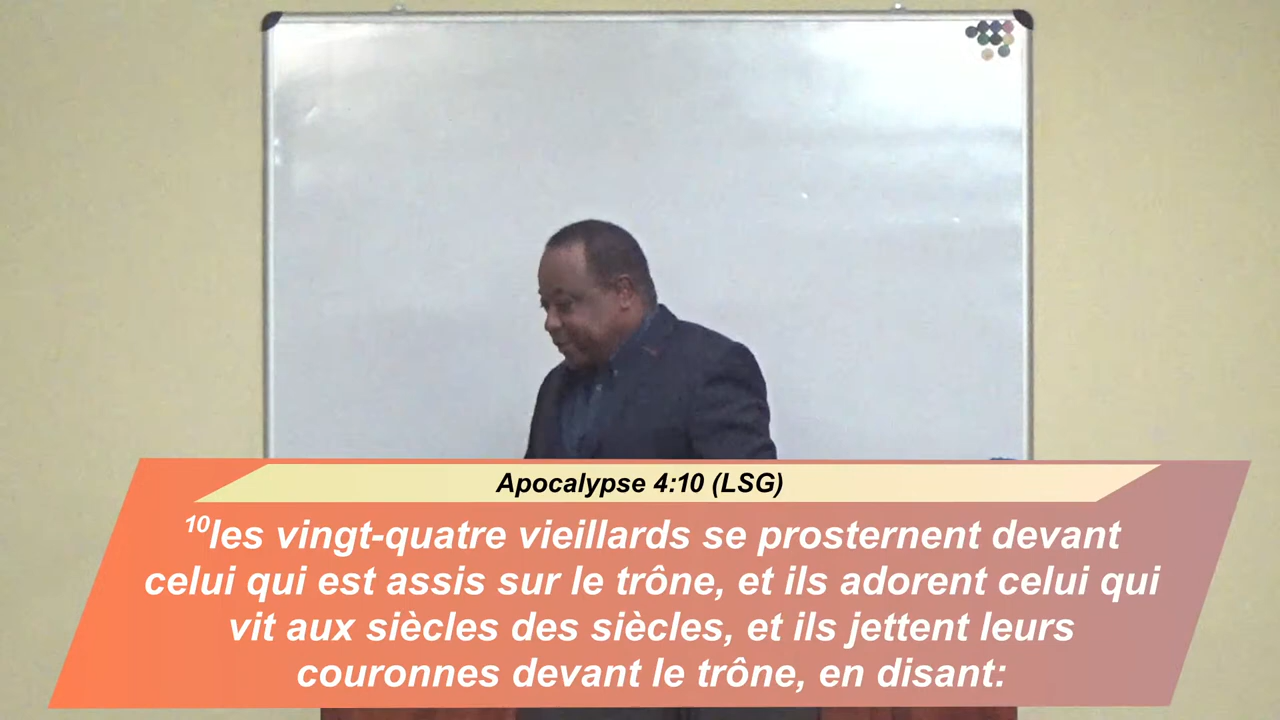 Apocalypse 4:10 (LSG)
¹⁰les vingt-quatre vieillards se prosternent devant
celui qui est assis sur le trône, et ils adorent celui qui
vit aux siècles des siècles, et ils jettent leurs
couronnes devant le trône, en disant: